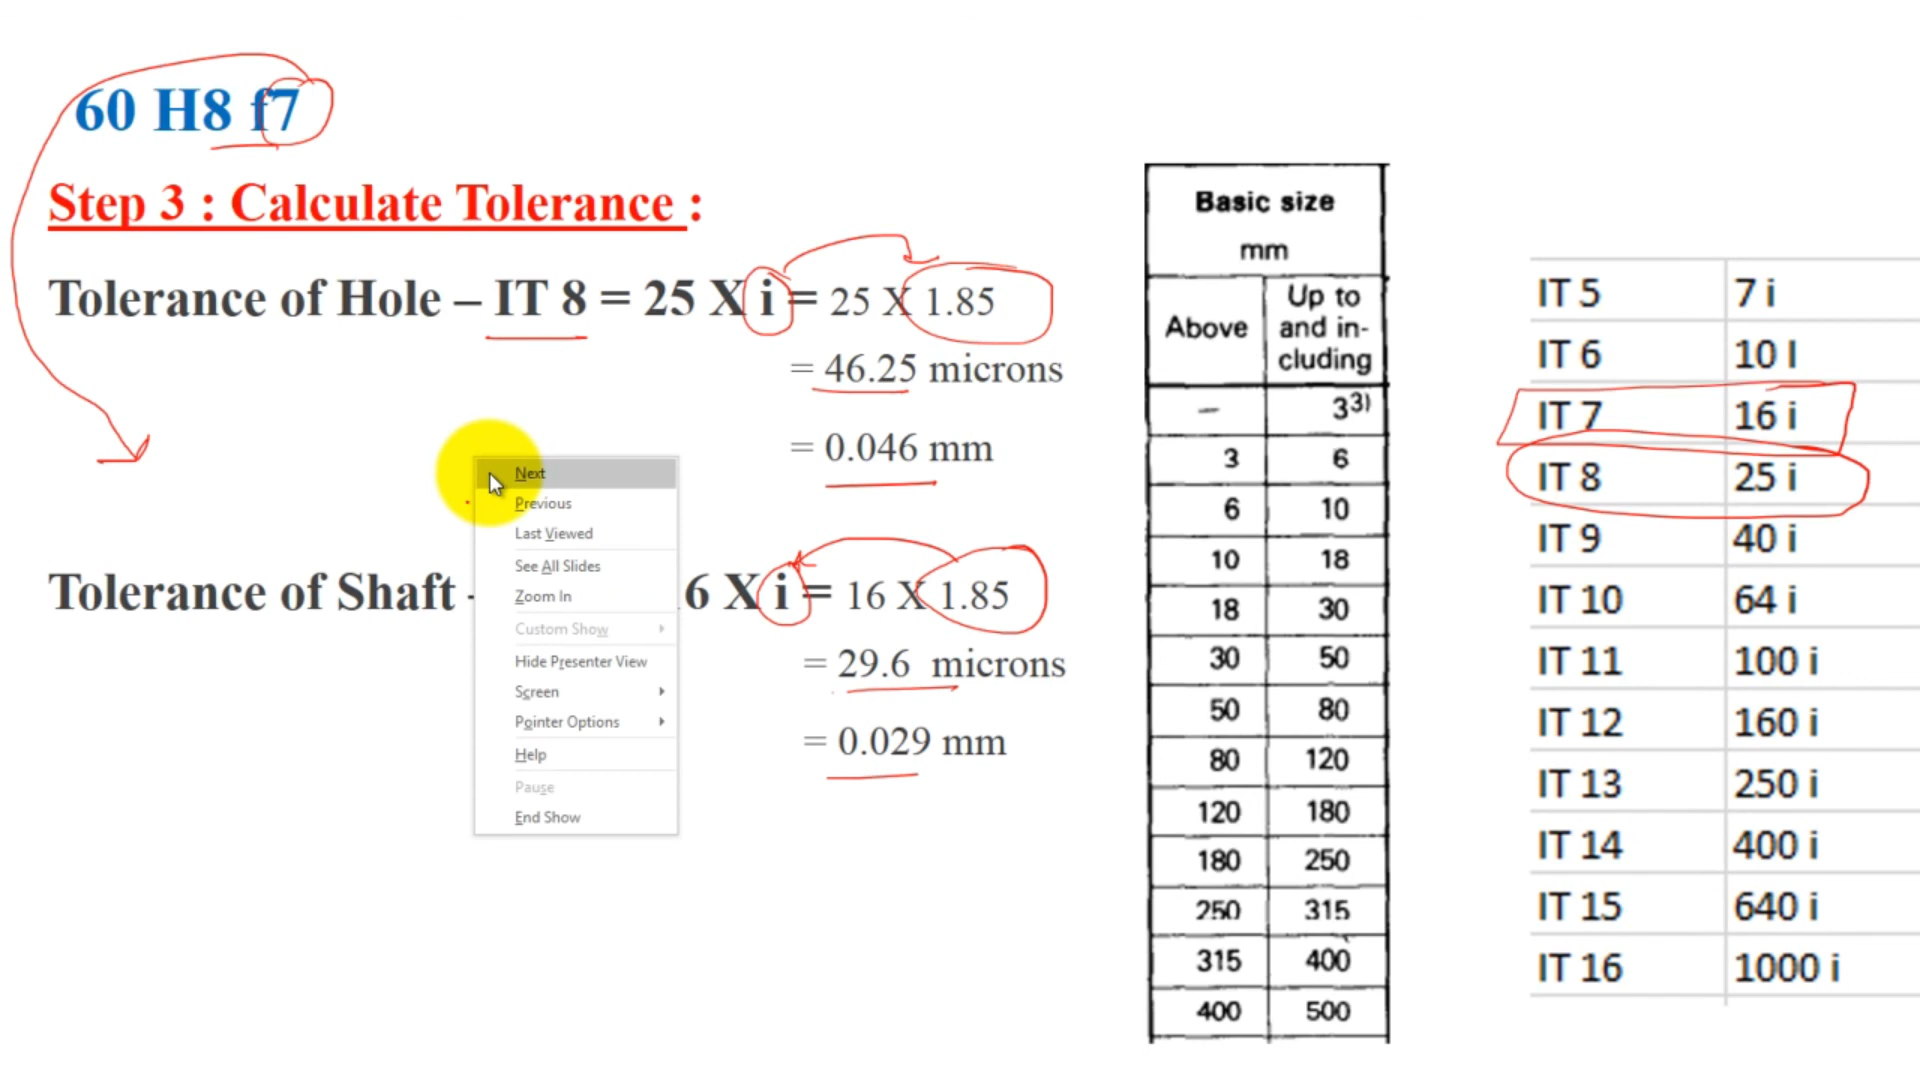 60 H8 f7
Step 3 : Calculate Tolerance :
Tolerance of Hole – IT 8 = 25 X i = 25 X 1.85
= 46.25 microns
= 0.046 mm
Tolerance of Shaft - 6 X i = 16 X 1.85
= 29.6 microns
= 0.029 mm
Next
Previous
Last Viewed
See All Slides
Zoom In
Custom Show
Hide Presenter View
Screen
Pointer Options
Help
Pause
End Show
Basic size
mm
Above Up to
and in-
cluding
– 3 3)
3 6
6 10
10 18
18 30
30 50
50 80
80 120
120 180
180 250
250 315
315 400
400 500
IT 5 7 i
IT 6 10 I
IT 7 16 i
IT 8 25 i
IT 9 40 i
IT 10 64 i
IT 11 100 i
IT 12 160 i
IT 13 250 i
IT 14 400 i
IT 15 640 i
IT 16 1000 i